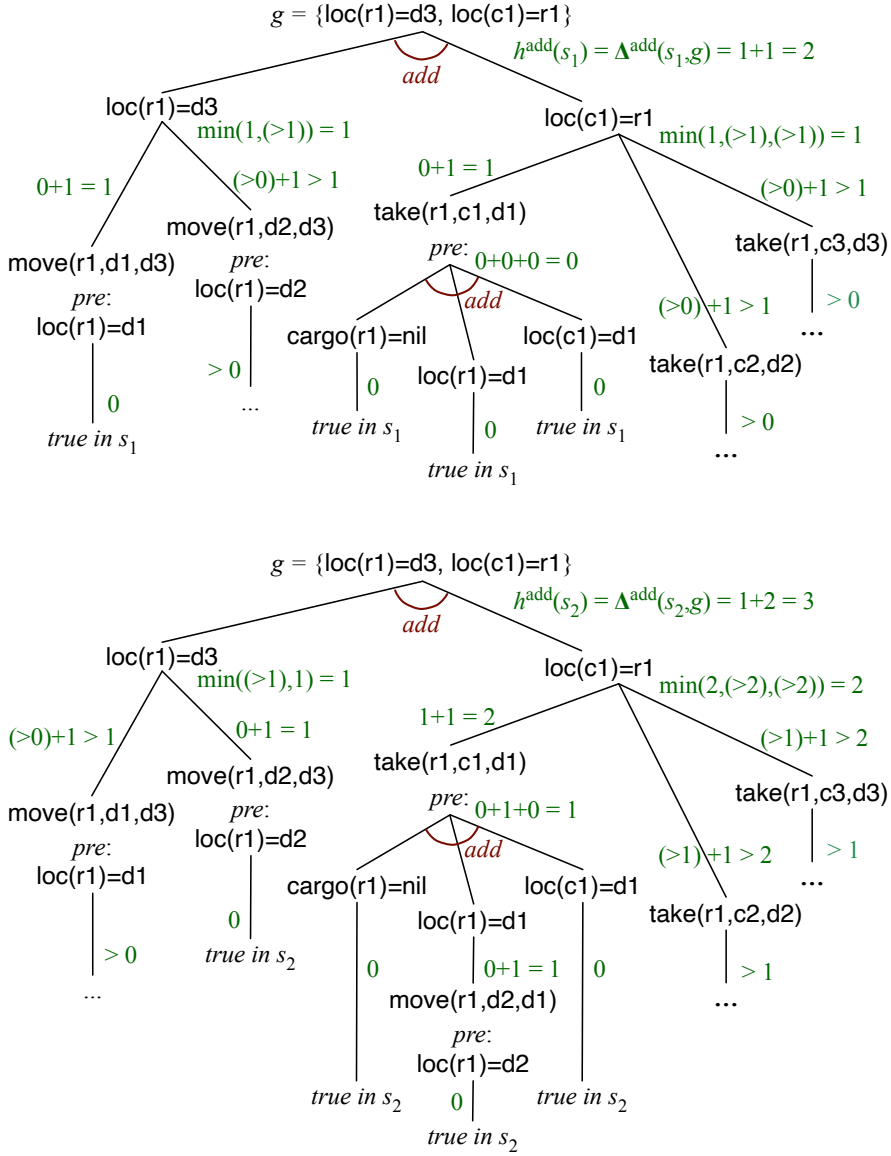 g = {loc(r1)=d3, loc(c1)=r1}
h^add(s₁) = Δ^add(s₁,g) = 1+1 = 2
add
loc(r1)=d3
loc(c1)=r1
min(1,(>1)) = 1
min(1,(>1),(>1)) = 1
0+1 = 1
(>0)+1 > 1
0+1 = 1
(>0)+1 > 1
move(r1,d2,d3)
take(r1,c1,d1)
take(r1,c3,d3)
move(r1,d1,d3)
pre:
pre:
0+0+0 = 0
pre:
loc(r1)=d2
add
(>0) +1 > 1
> 0
loc(r1)=d1
cargo(r1)=nil
loc(c1)=d1
...
loc(r1)=d1
take(r1,c2,d2)
> 0
0
0
0
0
...
> 0
true in s₁
true in s₁
0
true in s₁
...
true in s₁
g = {loc(r1)=d3, loc(c1)=r1}
h^add(s₂) = Δ^add(s₂,g) = 1+2 = 3
add
loc(r1)=d3
loc(c1)=r1
min((>1),1) = 1
min(2,(>2),(>2)) = 2
(>0)+1 > 1
0+1 = 1
1+1 = 2
(>1)+1 > 2
move(r1,d2,d3)
take(r1,c1,d1)
take(r1,c3,d3)
move(r1,d1,d3)
pre:
pre:
0+1+0 = 1
pre:
loc(r1)=d2
add
(>1) +1 > 2
> 1
loc(r1)=d1
cargo(r1)=nil
loc(c1)=d1
...
0
loc(r1)=d1
take(r1,c2,d2)
> 0
true in s₂
0
0+1 = 1
0
> 1
...
move(r1,d2,d1)
...
pre:
loc(r1)=d2
true in s₂
0
true in s₂
true in s₂